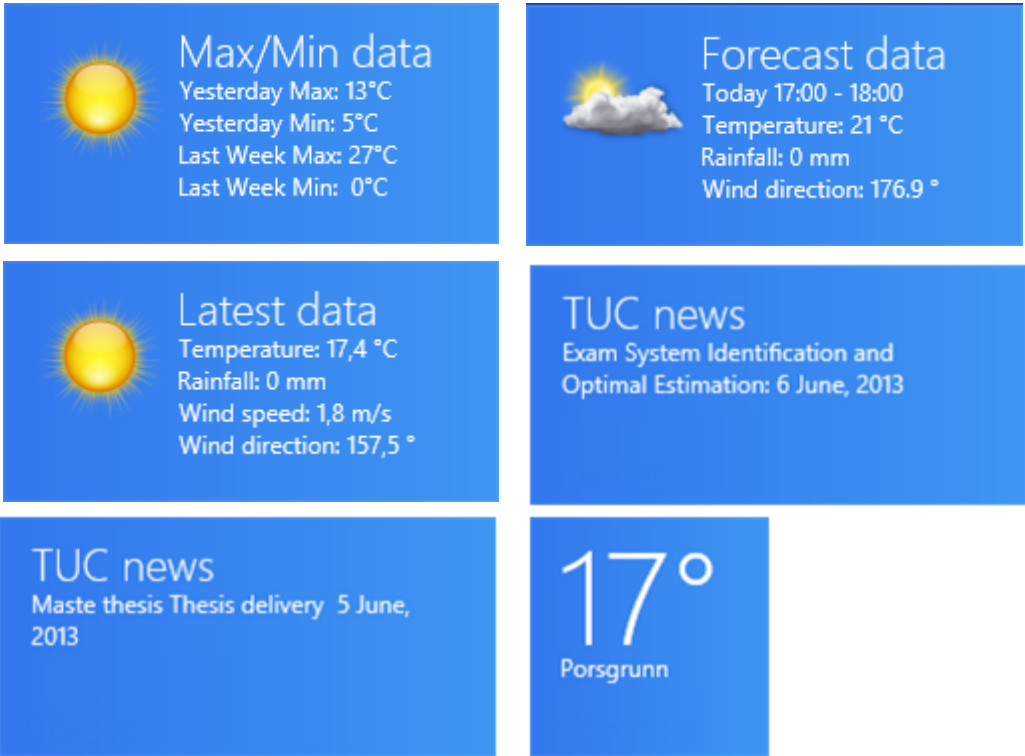 Max/Min data
Yesterday Max: 13°C
Yesterday Min: 5°C
Last Week Max: 27°C
Last Week Min:  0°C
Forecast data
Today 17:00 - 18:00
Temperature: 21 °C
Rainfall: 0 mm
Wind direction: 176.9 °
Latest data
Temperature: 17,4 °C
Rainfall: 0 mm
Wind speed: 1,8 m/s
Wind direction: 157,5 °
TUC news
Exam System Identification and
Optimal Estimation: 6 June, 2013
TUC news
Maste thesis Thesis delivery  5 June,
2013
17°
Porsgrunn